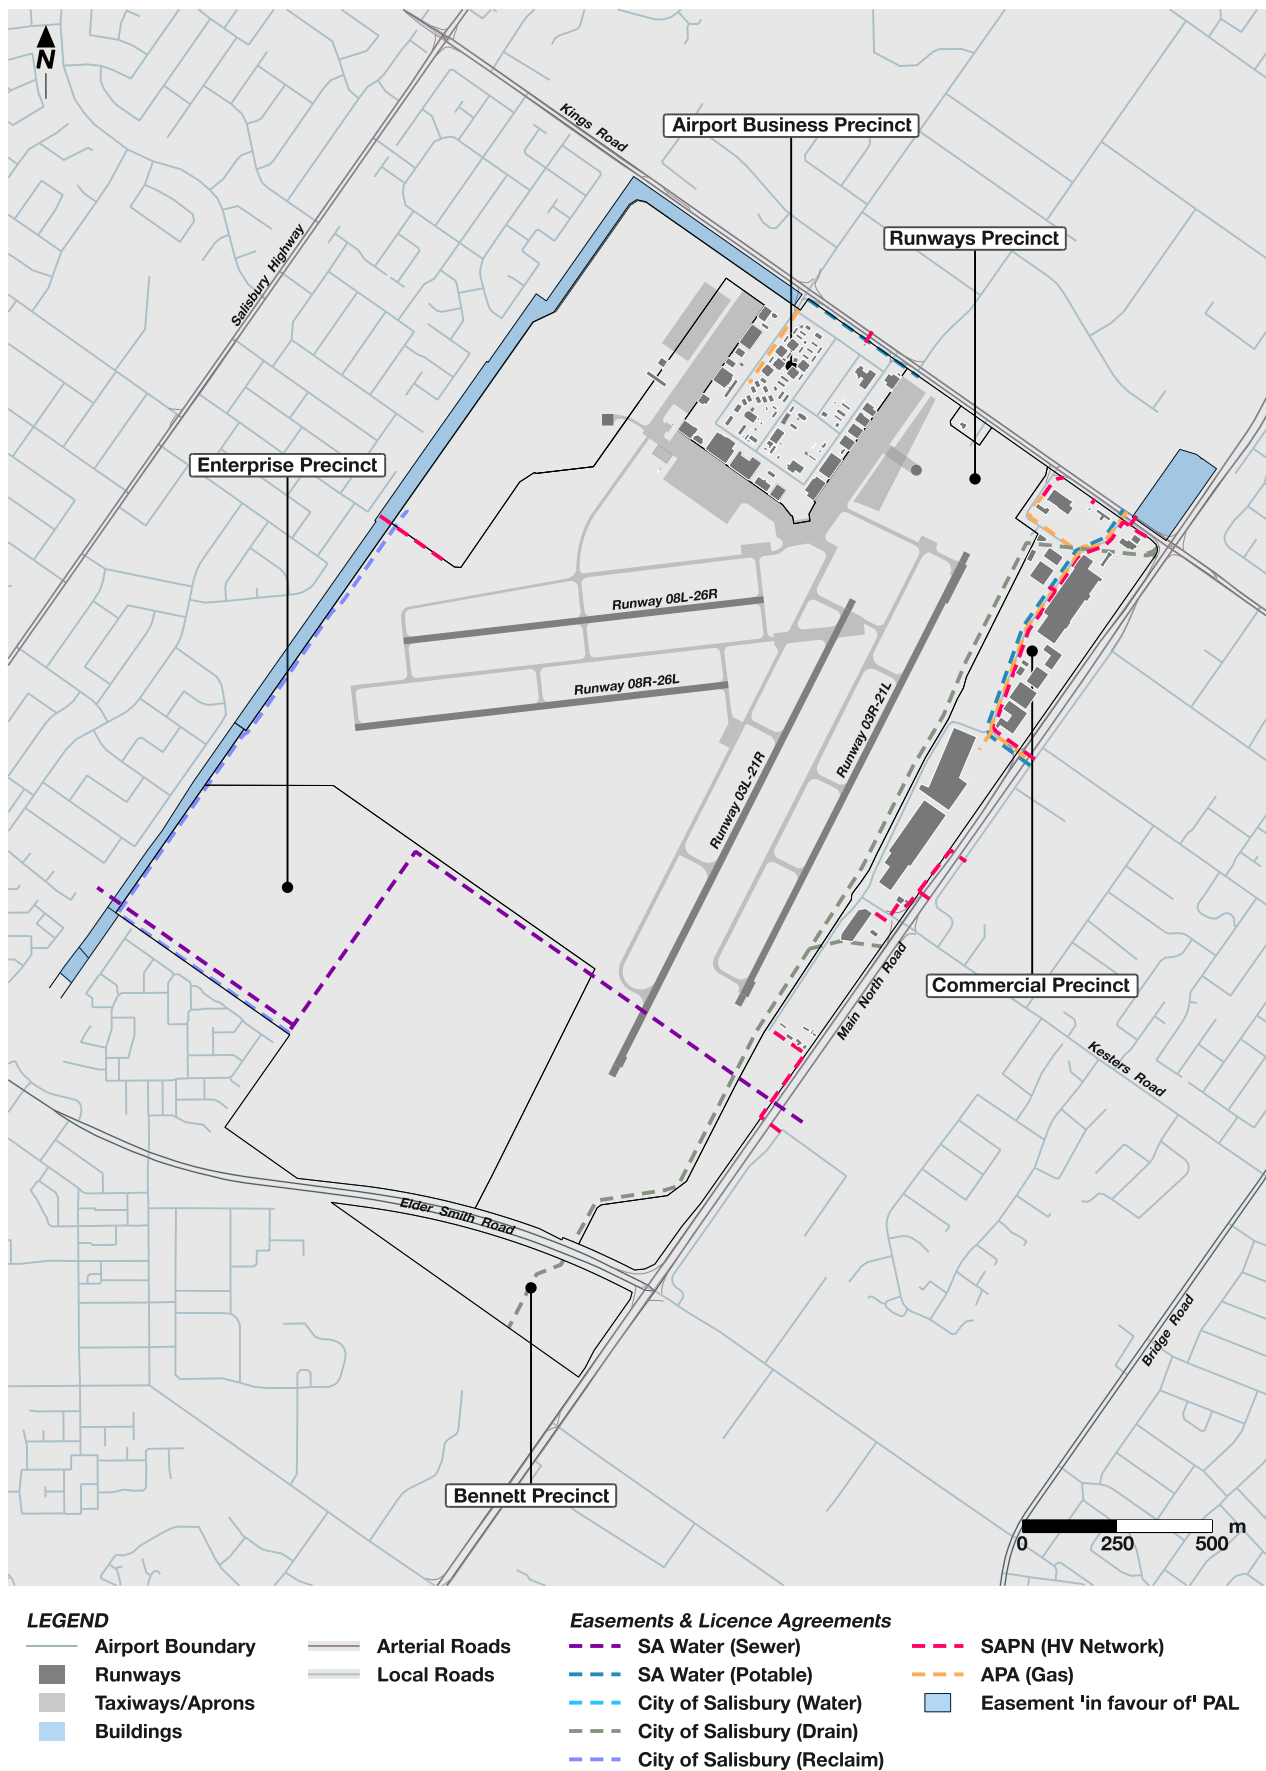 N
Kings Road
Airport Business Precinct
Runways Precinct
Salisbury Highway
Enterprise Precinct
Runway 08L-26R
Runway 08R-26L
Runway 03R-21L
Runway 03L-21R
Main North Road
Commercial Precinct
Kesters Road
Elder Smith Road
Bridge Road
Bennett Precinct
m
0 250 500
LEGEND
Airport Boundary
Runways
Taxiways/Aprons
Buildings
Arterial Roads
Local Roads
Easements & Licence Agreements
SA Water (Sewer)
SA Water (Potable)
City of Salisbury (Water)
City of Salisbury (Drain)
City of Salisbury (Reclaim)
SAPN (HV Network)
APA (Gas)
Easement 'in favour of' PAL